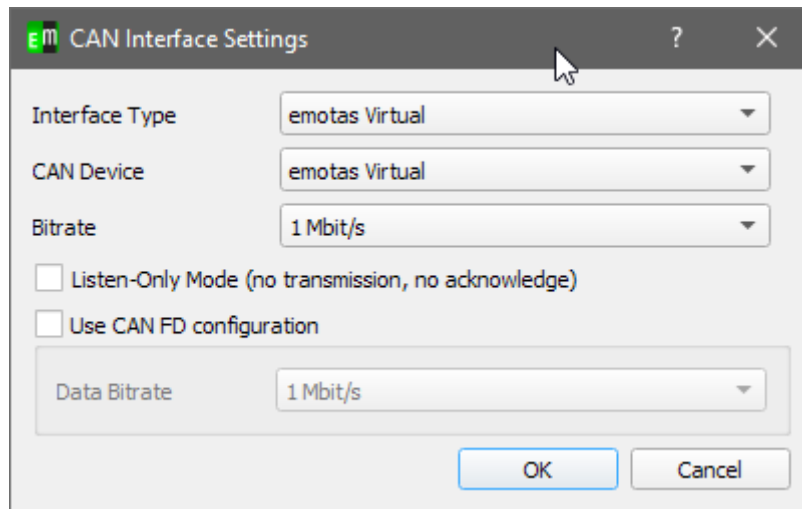 Em CAN Interface Settings ?
Interface Type emotas Virtual
CAN Device emotas Virtual
Bitrate 1 Mbit/s
Listen-Only Mode (no transmission, no acknowledge)
Use CAN FD configuration
Data Bitrate 1 Mbit/s
OK Cancel